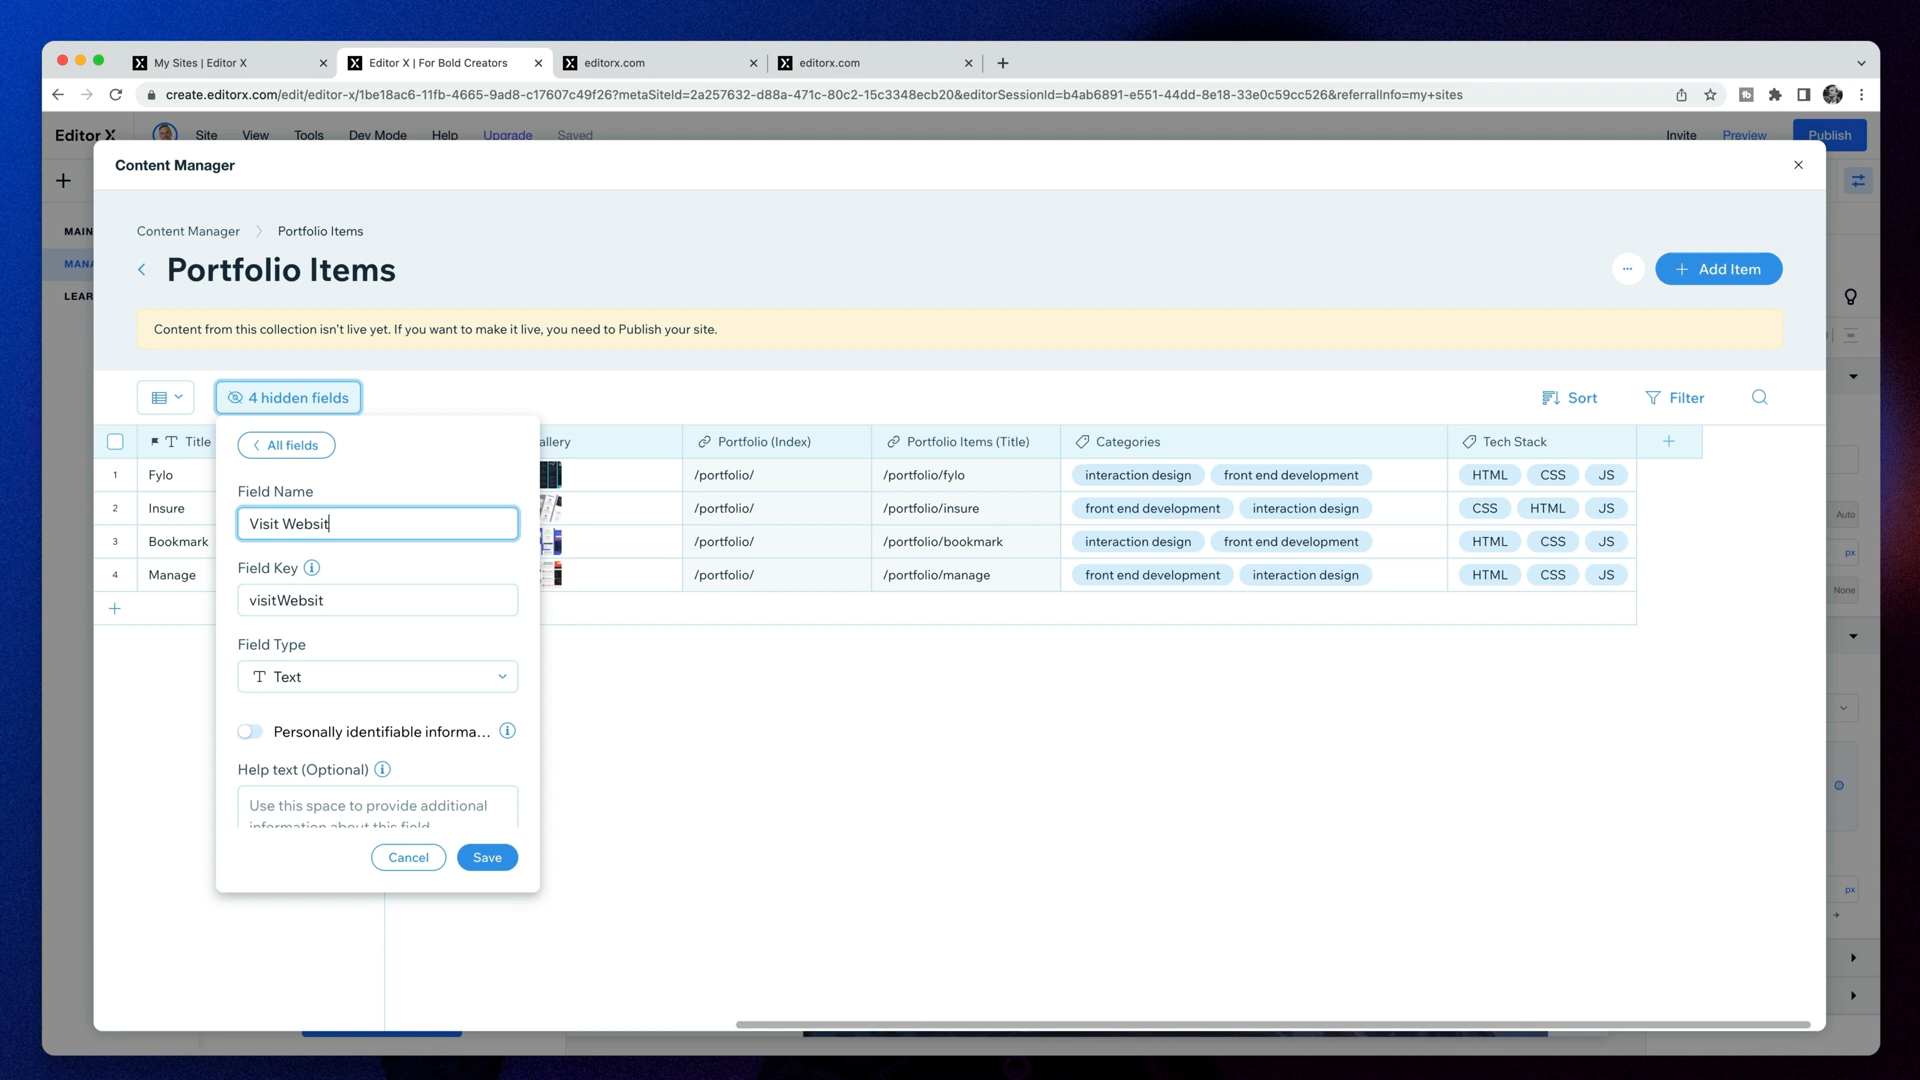 My Sites | Editor X
Editor X | For Bold Creators
editorx.com
editorx.com
create.editorx.com/edit/editor-x/1be18ac6-11fb-4665-9ad8-c17607c49f26?metaSiteId=2a257632-d88a-471c-80c2-15c3348ecb20&editorSessionId=b4ab6891-e551-44dd-8e18-33e0c59cc526&referralInfo=my+sites
Editor X Site View Tools Dev Mode Help Upgrade Saved Invite Preview Publish
Content Manager
MAIN
MANA
LEAR
Content Manager > Portfolio Items
Portfolio Items
... + Add Item
Content from this collection isn't live yet. If you want to make it live, you need to Publish your site.
4 hidden fields
Sort Filter
Title allery Portfolio (Index) Portfolio Items (Title) Categories Tech Stack
1 Fylo /portfolio/ /portfolio/fylo interaction design front end development HTML CSS JS
2 Insure /portfolio/ /portfolio/insure front end development interaction design CSS HTML JS
3 Bookmark /portfolio/ /portfolio/bookmark interaction design front end development HTML CSS JS
4 Manage /portfolio/ /portfolio/manage front end development interaction design HTML CSS JS
All fields
Field Name
Visit Websit
Field Key
visitWebsit
Field Type
Text
Personally identifiable informa...
Help text (Optional)
Use this space to provide additional
information about this field
Cancel Save
Auto
px
None
px